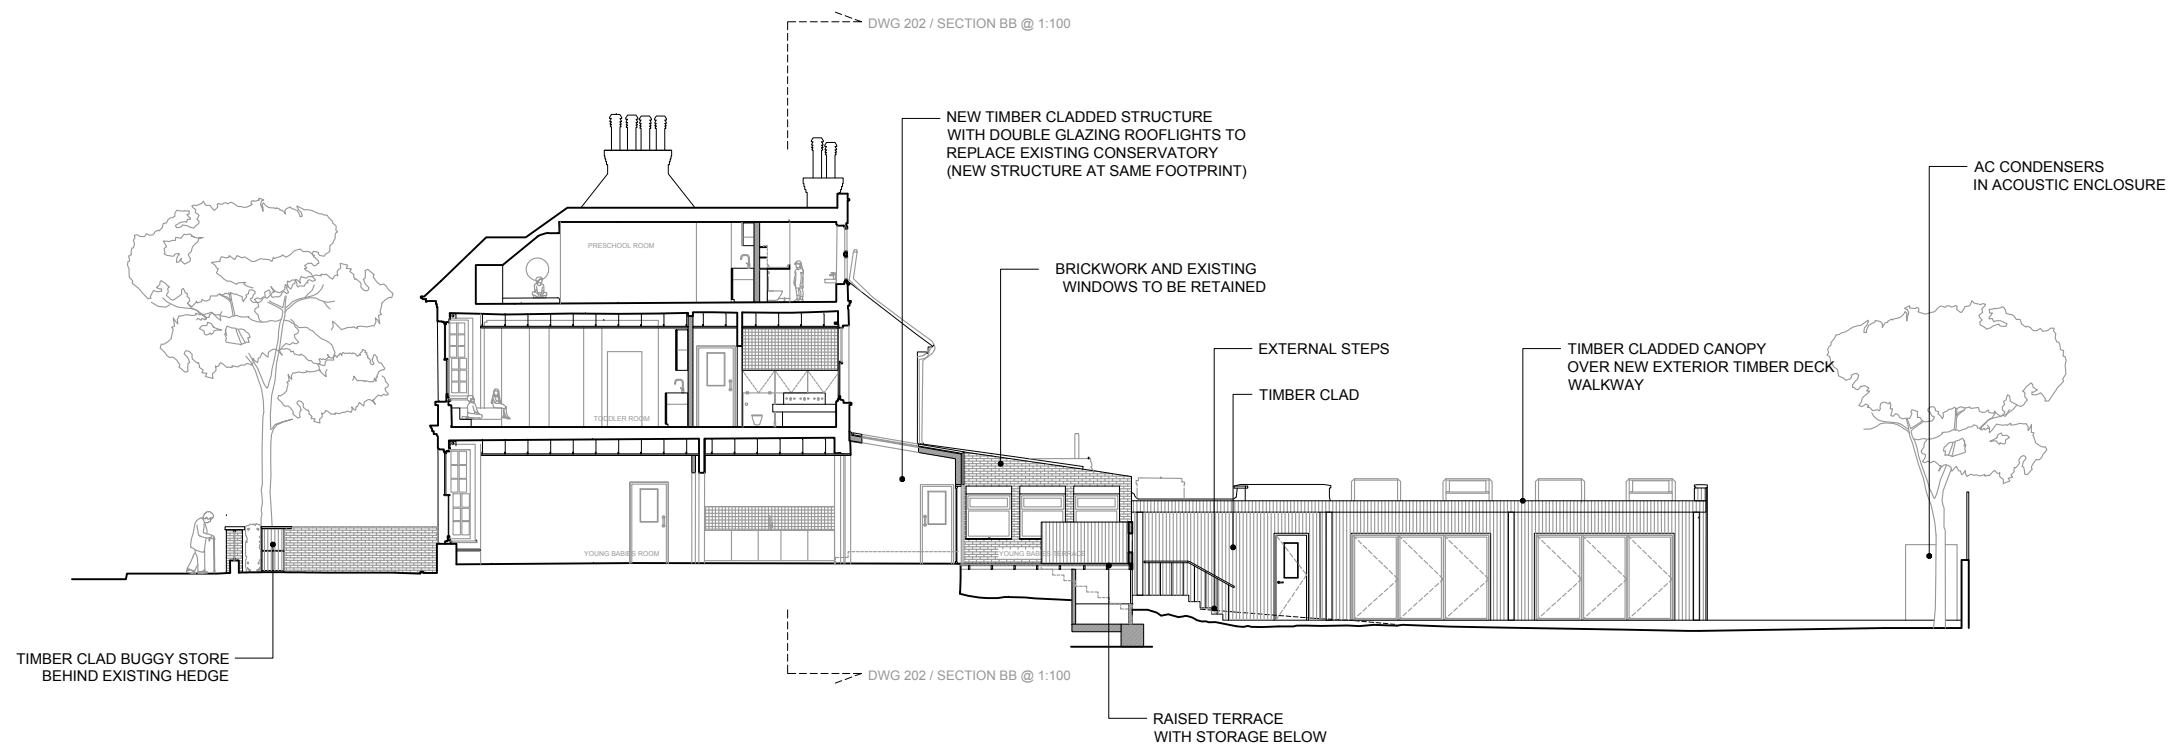 DWG 202 / SECTION BB @ 1:100
NEW TIMBER CLADDED STRUCTURE
WITH DOUBLE GLAZING ROOFLIGHTS TO
REPLACE EXISTING CONSERVATORY
(NEW STRUCTURE AT SAME FOOTPRINT)
AC CONDENSERS
IN ACOUSTIC ENCLOSURE
PRESCHOOL ROOM
BRICKWORK AND EXISTING
WINDOWS TO BE RETAINED
EXTERNAL STEPS
TIMBER CLADDED CANOPY
OVER NEW EXTERIOR TIMBER DECK
WALKWAY
TIMBER CLAD
TODDLER ROOM
YOUNG BABIES ROOM
YOUNG BABIES TERRACE
TIMBER CLAD BUGGY STORE
BEHIND EXISTING HEDGE
DWG 202 / SECTION BB @ 1:100
RAISED TERRACE
WITH STORAGE BELOW